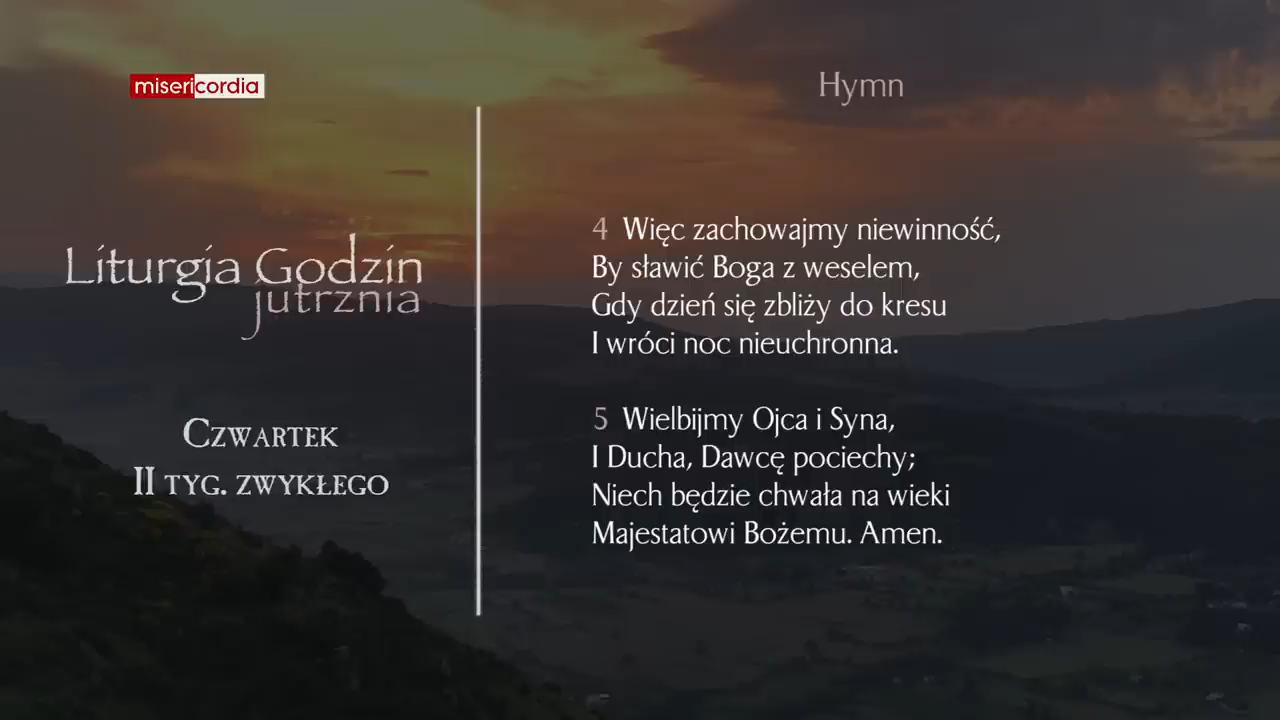 misericordia
Liturgia Godzin
jutrznia
Czwartek
II tyg. zwykłego
Hymn
4 Więc zachowajmy niewinność,
By sławić Boga z weselem,
Gdy dzień się zbliży do kresu
I wróci noc nieuchronna.
5 Wielbijmy Ojca i Syna,
I Ducha, Dawcę pociechy;
Niech będzie chwała na wieki
Majestatowi Bożemu. Amen.